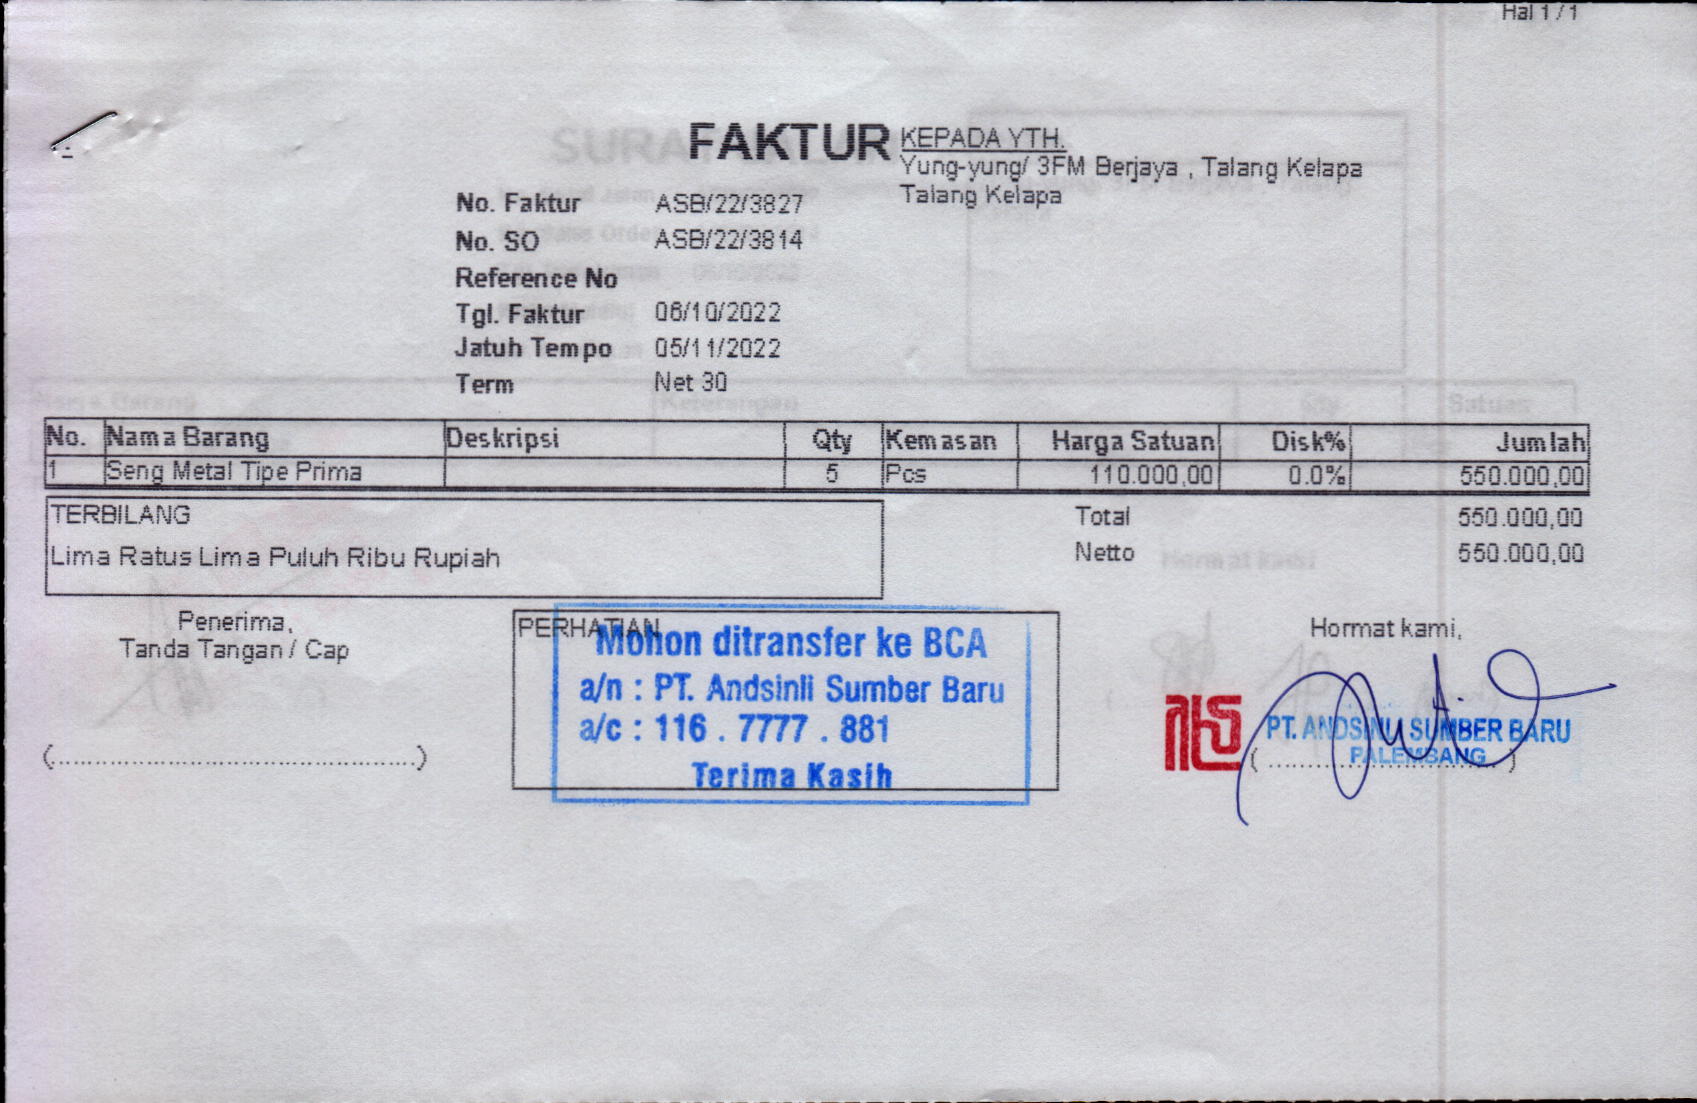 Hal 1 / 1
FAKTUR
KEPADA YTH.
Yung-yung/ 3FM Berjaya , Talang Kelapa
Talang Kelapa
No. Faktur ASB/22/3827
No. SO ASB/22/3814
Reference No
Tgl. Faktur 06/10/2022
Jatuh Tempo 05/11/2022
Term Net 30
No. Nama Barang Deskripsi Qty Kemasan Harga Satuan Disk% Jumlah
1 Seng Metal Tipe Prima 5 Pcs 110.000,00 0.0% 550.000,00
TERBILANG
Lima Ratus Lima Puluh Ribu Rupiah
Total 550.000,00
Netto 550.000,00
Penerima,
Tanda Tangan / Cap
(..........................................)
PERHATIAN
Mohon ditransfer ke BCA
a/n : PT. Andsinli Sumber Baru
a/c : 116 . 7777 . 881
Terima Kasih
Hormat kami,
PT. ANDSINLI SUMBER BARU
PALEMBANG
(..........................)